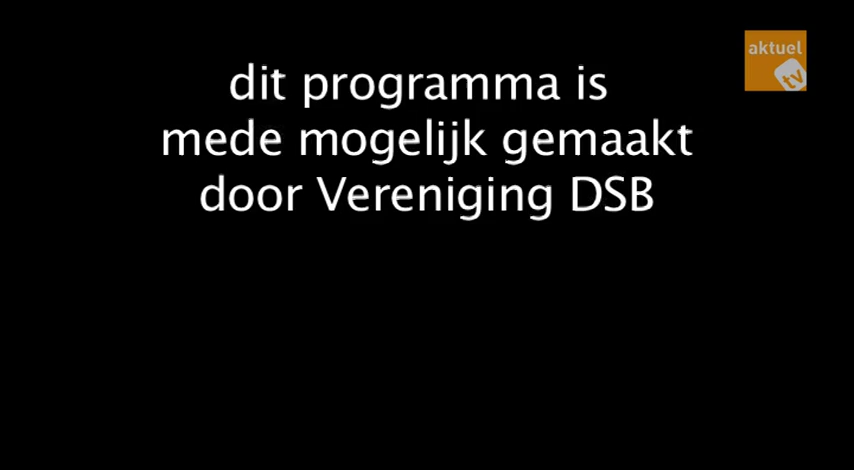 aktuel
tv
dit programma is
mede mogelijk gemaakt
door Vereniging DSB